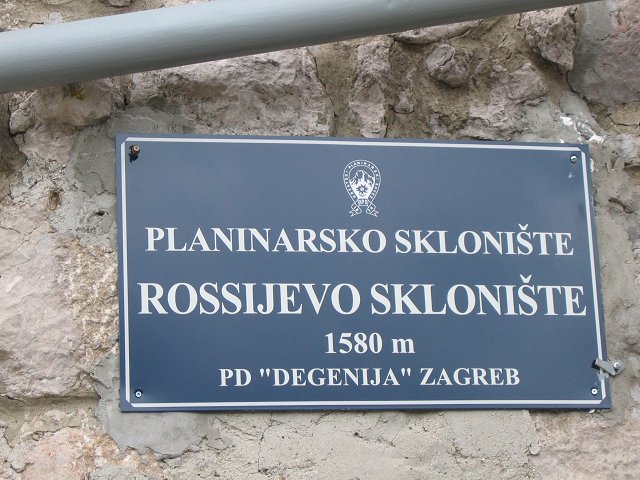 PLANINARSKO SKLONIŠTE
ROSSIJEVO SKLONIŠTE
1580 m
PD "DEGENIJA" ZAGREB